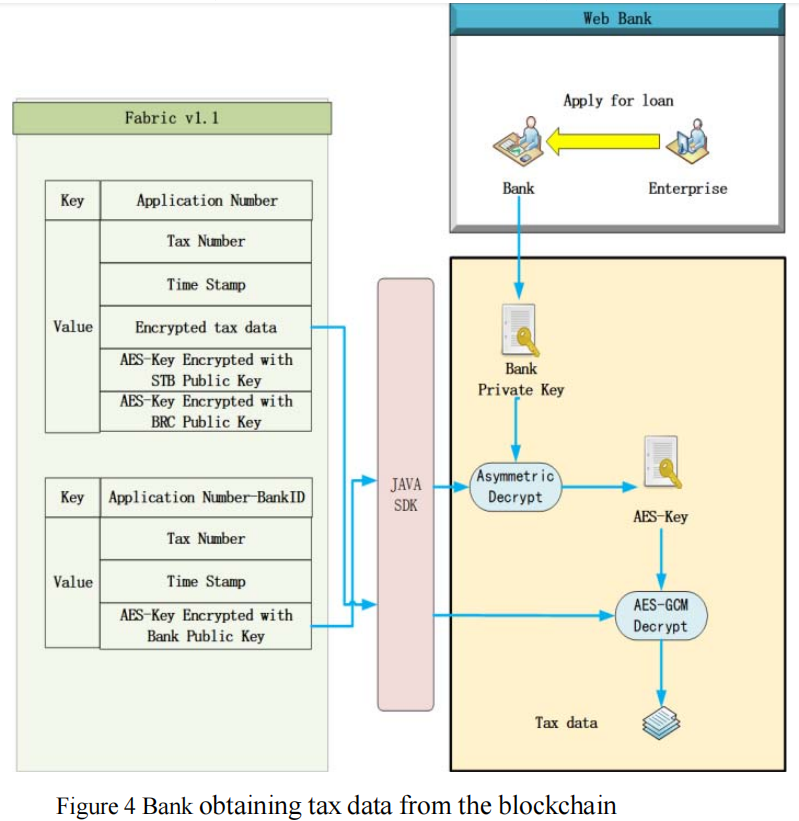 Web Bank
Apply for loan
Bank
Enterprise
Fabric v1.1
Key
Application Number
Value
Tax Number
Time Stamp
Encrypted tax data
AES-Key Encrypted with
STB Public Key
AES-Key Encrypted with
BRC Public Key
Key
Application Number-BankID
Value
Tax Number
Time Stamp
AES-Key Encrypted with
Bank Public Key
JAVA
SDK
Bank
Private Key
Asymmetric
Decrypt
AES-Key
AES-GCM
Decrypt
Tax data
Figure 4 Bank obtaining tax data from the blockchain